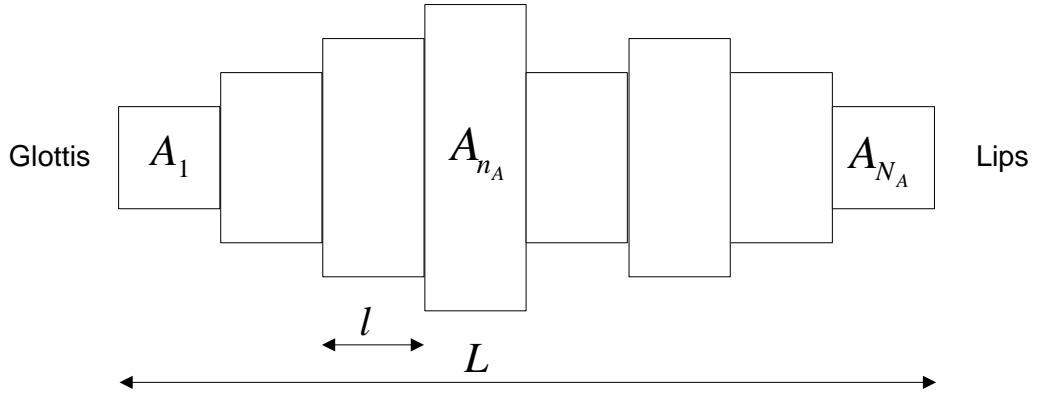 Glottis
A_1
A_{n_A}
A_{N_A}
Lips
l
L